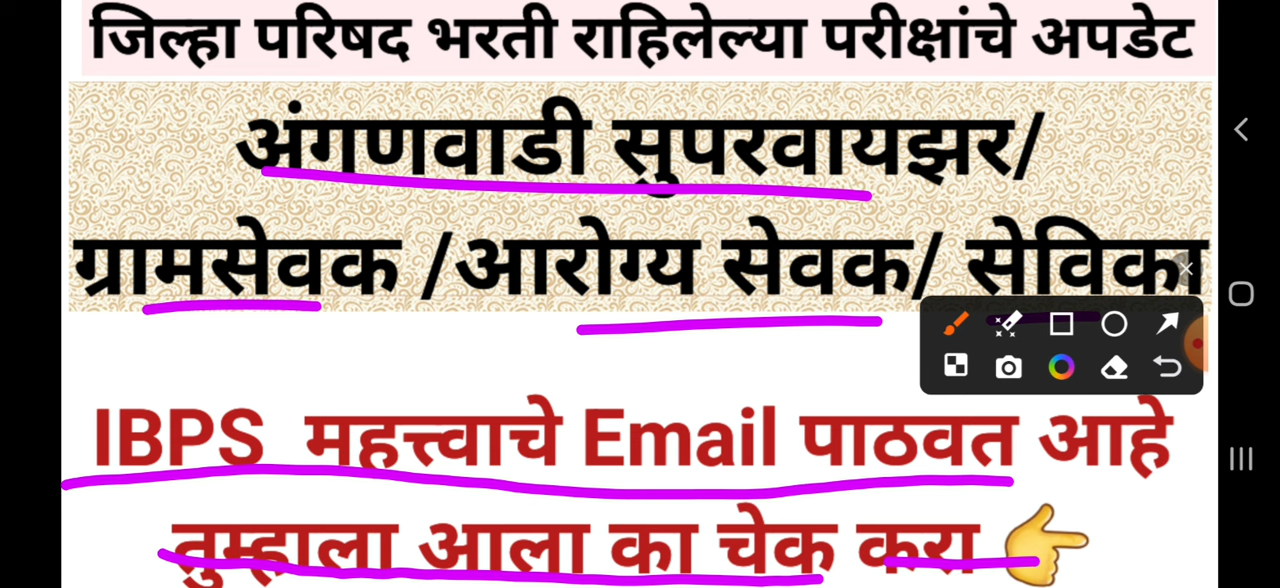 जिल्हा परिषद भरती राहिलेल्या परीक्षांचे अपडेट
अंगणवाडी सुपरवायझर/
ग्रामसेवक /आरोग्य सेवक/ सेविका
IBPS महत्त्वाचे Email पाठवत आहे
तुम्हाला आला का चेक करा